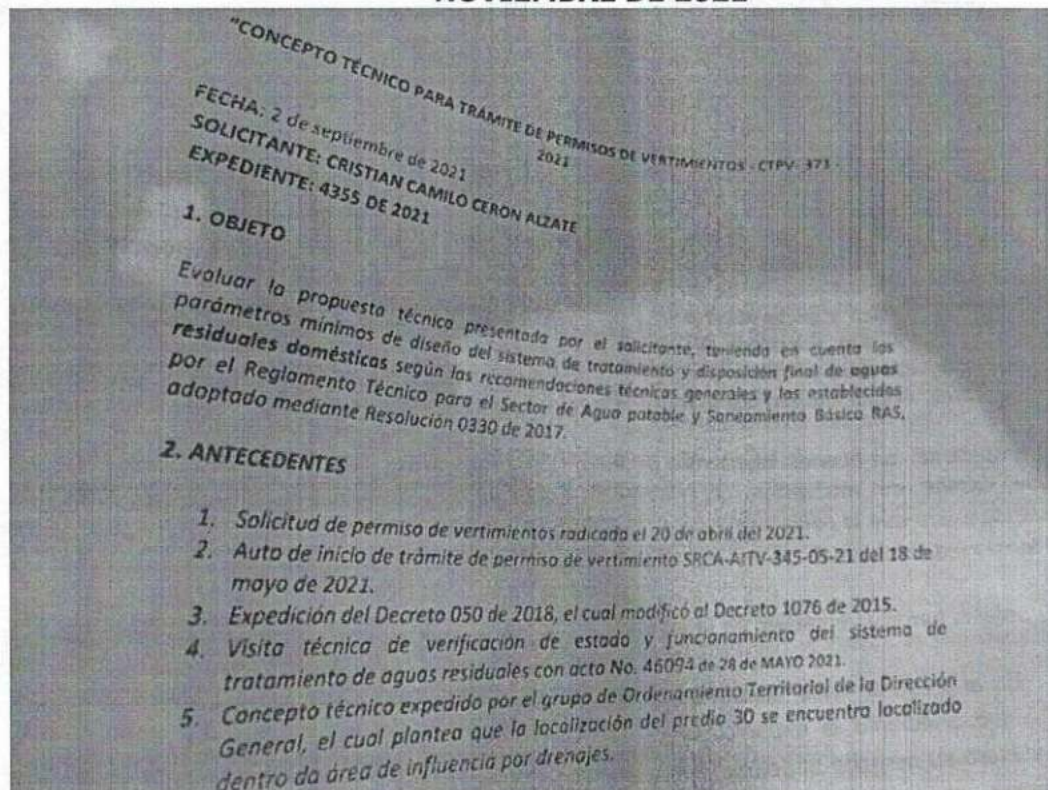 "CONCEPTO TÉCNICO PARA TRÁMITE DE PERMISOS DE VERTIMIENTOS - CTPV- 371 -
2021
FECHA: 2 de septiembre de 2021
SOLICITANTE: CRISTIAN CAMILO CERON ALZATE
EXPEDIENTE: 4355 DE 2021
1. OBJETO
Evaluar la propuesta técnica presentada por el solicitante, teniendo en cuenta los
parámetros mínimos de diseño del sistema de tratamiento y disposición final de aguas
residuales domésticas según las recomendaciones técnicas generales y las establecidas
por el Reglamento Técnico para el Sector de Agua potable y Saneamiento Básico RAS,
adoptado mediante Resolución 0330 de 2017.
2. ANTECEDENTES
1. Solicitud de permiso de vertimientos radicada el 20 de abril del 2021.
2. Auto de inicio de trámite de permiso de vertimiento SRCA-AITV-345-05-21 del 18 de
mayo de 2021.
3. Expedición del Decreto 050 de 2018, el cual modificó al Decreto 1076 de 2015.
4. Visita técnica de verificación de estado y funcionamiento del sistema de
tratamiento de aguas residuales con acta No. 46094 de 28 de MAYO 2021.
5. Concepto técnico expedido por el grupo de Ordenamiento Territorial de la Dirección
General, el cual plantea que la localización del predio 30 se encuentra localizado
dentro da área de influencia por drenajes.